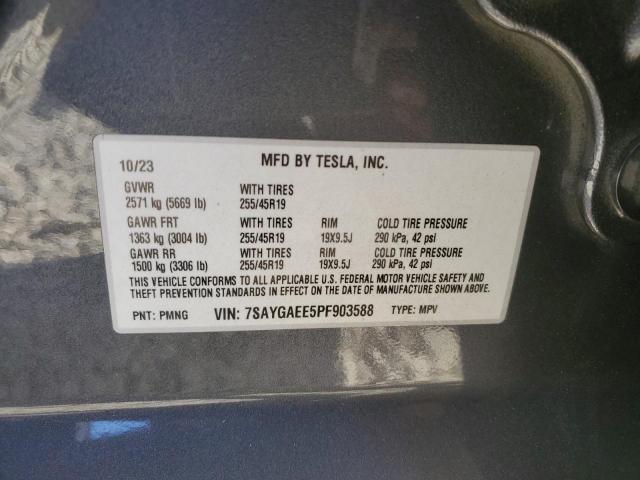 10/23 MFD BY TESLA, INC.
GVWR WITH TIRES
2571 kg (5669 lb) 255/45R19
GAWR FRT WITH TIRES RIM COLD TIRE PRESSURE
1363 kg (3004 lb) 255/45R19 19X9.5J 290 kPa, 42 psi
GAWR RR WITH TIRES RIM COLD TIRE PRESSURE
1500 kg (3306 lb) 255/45R19 19X9.5J 290 kPa, 42 psi
THIS VEHICLE CONFORMS TO ALL APPLICABLE U.S. FEDERAL MOTOR VEHICLE SAFETY AND
THEFT PREVENTION STANDARDS IN EFFECT ON THE DATE OF MANUFACTURE SHOWN ABOVE.
PNT: PMNG VIN: 7SAYGAEE5PF903588 TYPE: MPV